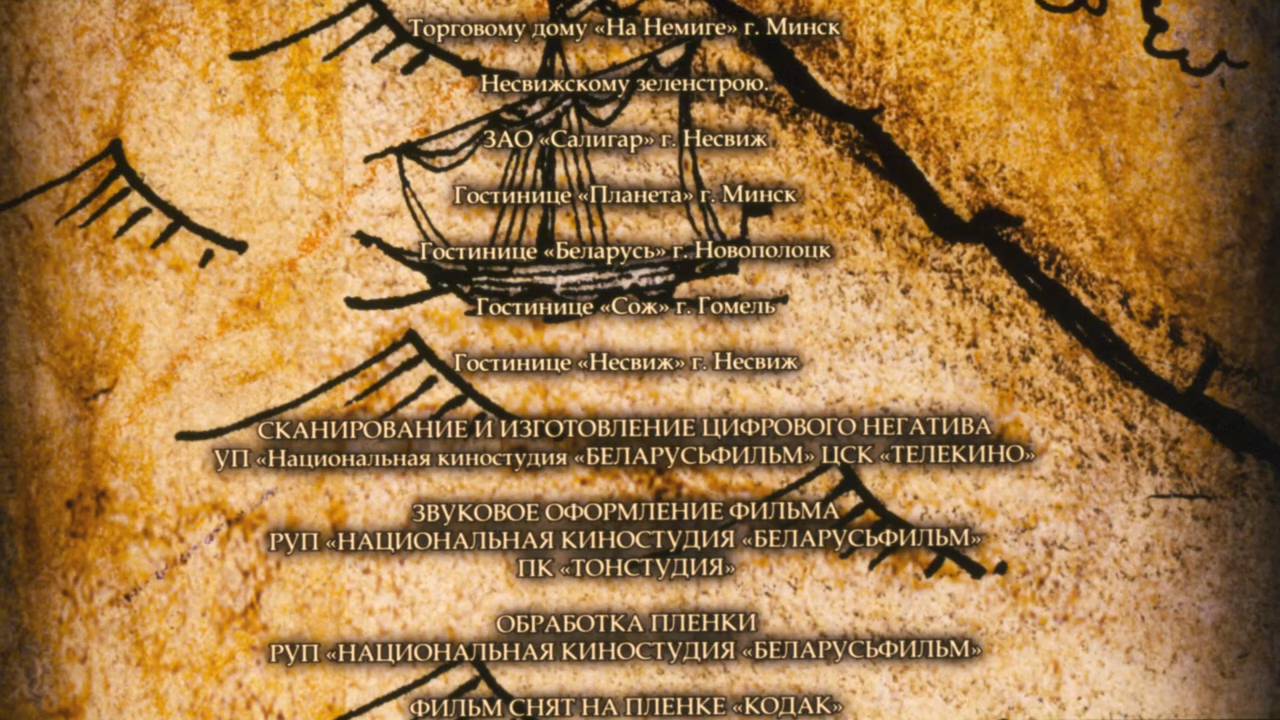 Торговому дому «На Немиге» г. Минск
Несвижскому зеленстрою.
ЗАО «Салигар» г. Несвиж
Гостинице «Планета» г. Минск
Гостинице «Беларусь» г. Новополоцк
Гостинице «Сож» г. Гомель
Гостинице «Несвиж» г. Несвиж
СКАНИРОВАНИЕ И ИЗГОТОВЛЕНИЕ ЦИФРОВОГО НЕГАТИВА
УП «Национальная киностудия «БЕЛАРУСЬФИЛЬМ» ЦСК «ТЕЛЕКИНО»
ЗВУКОВОЕ ОФОРМЛЕНИЕ ФИЛЬМА
РУП «НАЦИОНАЛЬНАЯ КИНОСТУДИЯ «БЕЛАРУСЬФИЛЬМ»
ПК «ТОНСТУДИЯ»
ОБРАБОТКА ПЛЕНКИ
РУП «НАЦИОНАЛЬНАЯ КИНОСТУДИЯ «БЕЛАРУСЬФИЛЬМ»
ФИЛЬМ СНЯТ НА ПЛЕНКЕ «КОДАК»